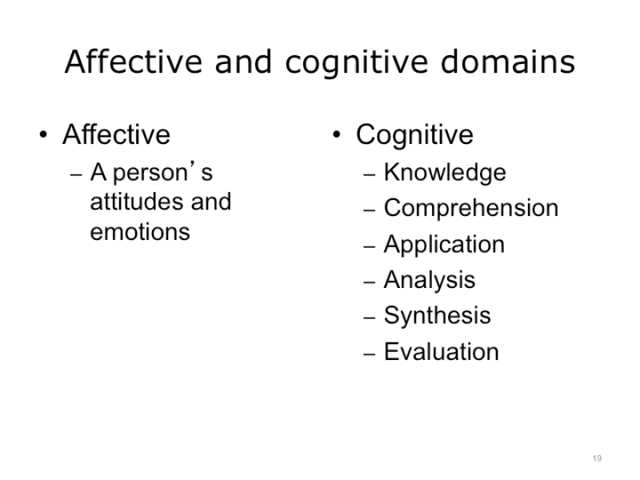 Affective and cognitive domains
• Affective
– A person’s
attitudes and
emotions
• Cognitive
– Knowledge
– Comprehension
– Application
– Analysis
– Synthesis
– Evaluation
19